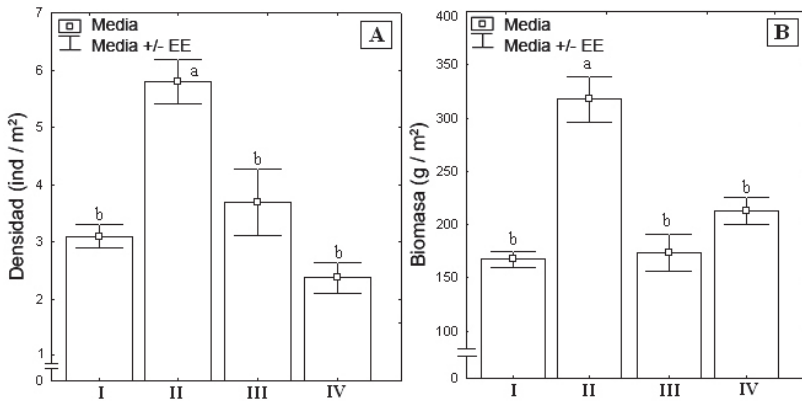 Media
Media +/- EE
A
Densidad (ind / m²)
7
6
5
4
3
2
1
0
a
b
b
b
I II III IV
Media
Media +/- EE
B
Biomasa (g / m²)
400
350
300
250
200
150
100
0
a
b
b
b
I II III IV